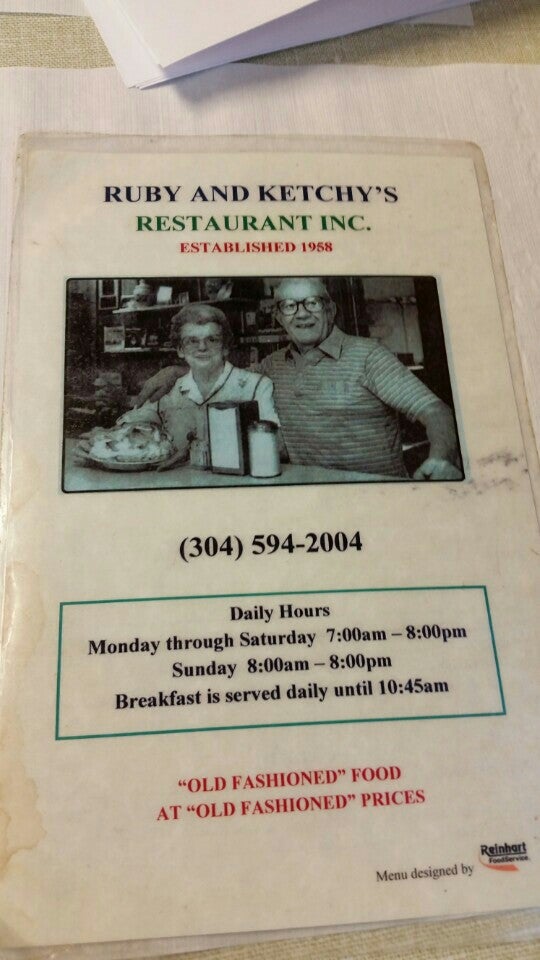 RUBY AND KETCHY'S
RESTAURANT INC.
ESTABLISHED 1958
(304) 594-2004
Daily Hours
Monday through Saturday 7:00am – 8:00pm
Sunday 8:00am – 8:00pm
Breakfast is served daily until 10:45am
“OLD FASHIONED” FOOD
AT “OLD FASHIONED” PRICES
Menu designed by Reinhart
FoodService